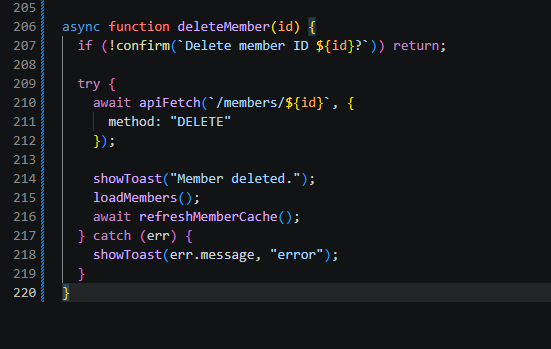 205
206 async function deleteMember(id) {
207   if (!confirm(`Delete member ID ${id}?`)) return;
208
209   try {
210     await apiFetch(`/members/${id}`, {
211       method: "DELETE"
212     });
213
214     showToast("Member deleted.");
215     loadMembers();
216     await refreshMemberCache();
217   } catch (err) {
218     showToast(err.message, "error");
219   }
220 }